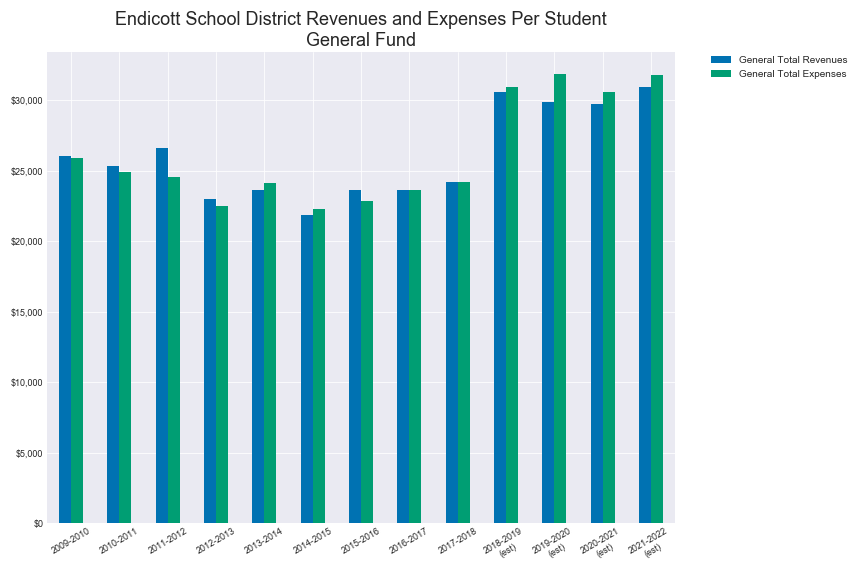 Endicott School District Revenues and Expenses Per Student
General Fund
General Total Revenues
General Total Expenses
$30,000
$25,000
$20,000
$15,000
$10,000
$5,000
$0
2009-2010
2010-2011
2011-2012
2012-2013
2013-2014
2014-2015
2015-2016
2016-2017
2017-2018
2018-2019
(est)
2019-2020
(est)
2020-2021
(est)
2021-2022
(est)